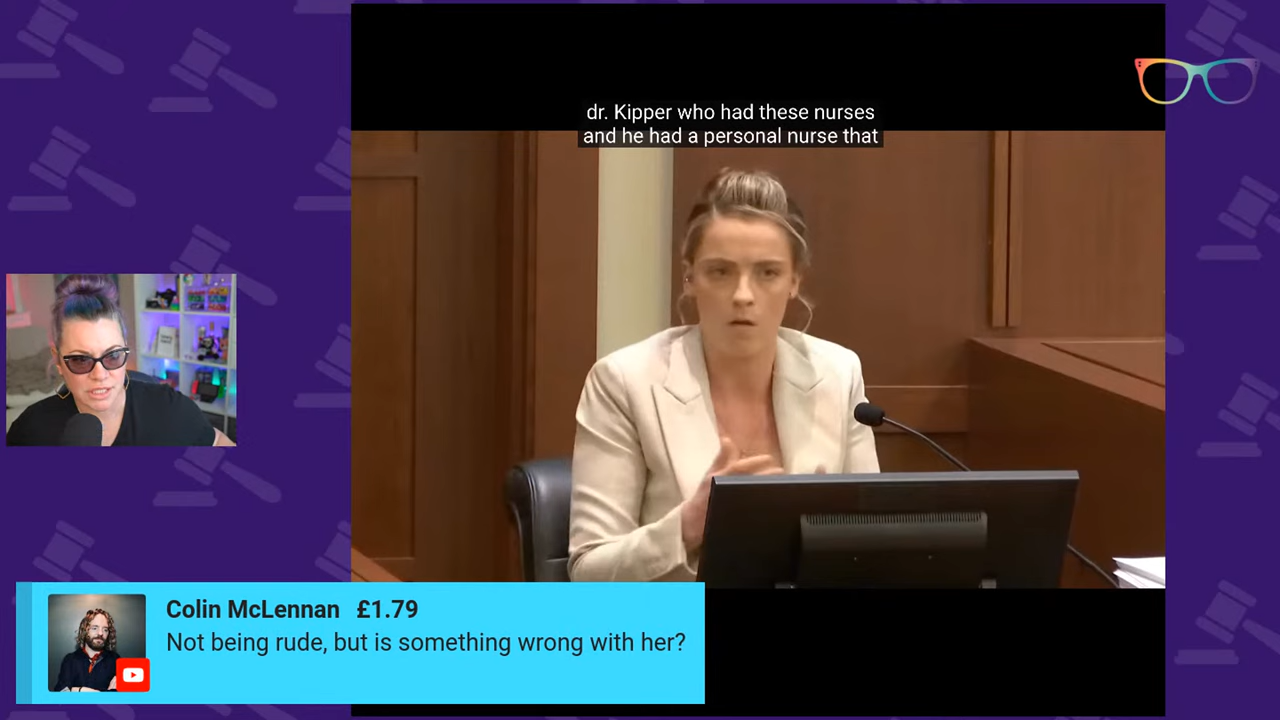 dr. Kipper who had these nurses
and he had a personal nurse that
Colin McLennan £1.79
Not being rude, but is something wrong with her?